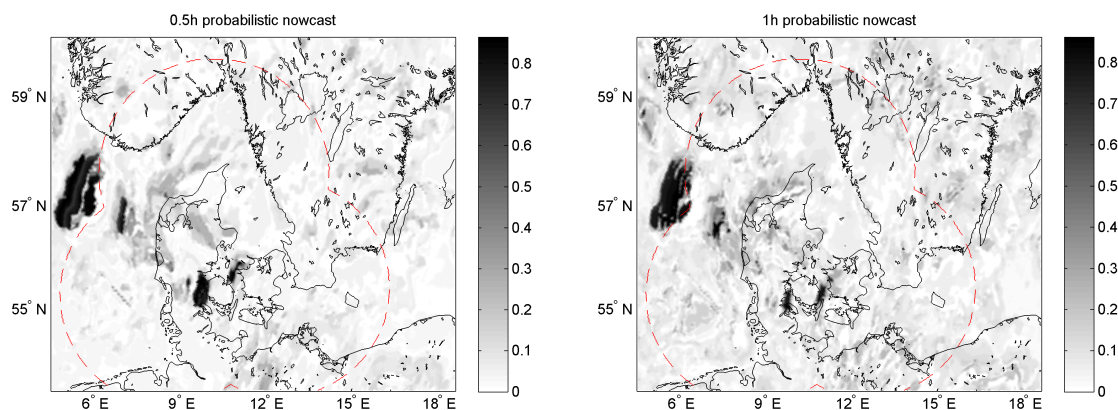 0.5h probabilistic nowcast
59° N
57° N
55° N
6° E
9° E
12° E
15° E
18° E
0.8
0.7
0.6
0.5
0.4
0.3
0.2
0.1
0
1h probabilistic nowcast
59° N
57° N
55° N
6° E
9° E
12° E
15° E
18° E
0.8
0.7
0.6
0.5
0.4
0.3
0.2
0.1
0